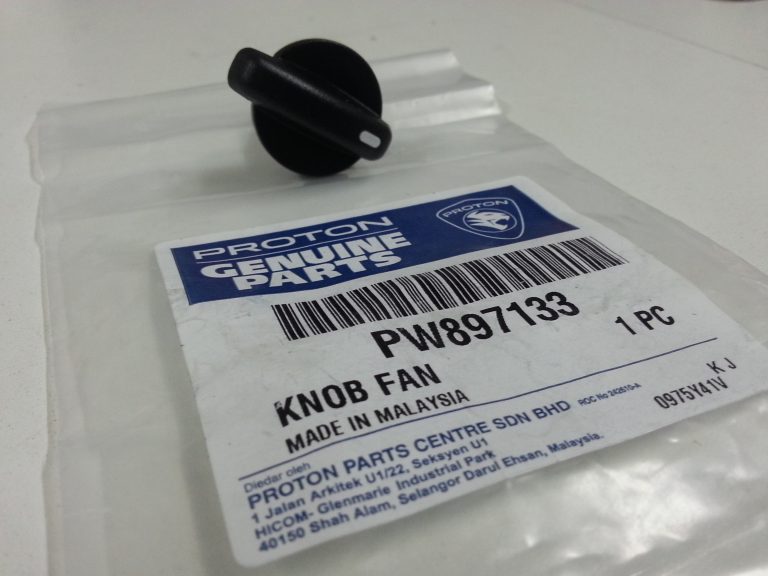 PROTON
GENUINE
PARTS
PROTON
PW897133
1 PC
KNOB FAN
MADE IN MALAYSIA
K J
0975Y41V
Diedar oleh
PROTON PARTS CENTRE SDN BHD ROC No 242610-A
1 Jalan Arkitek U1/22, Seksyen U1
HICOM- Glenmarie Industrial Park
40150 Shah Alam, Selangor Darul Ehsan, Malaysia.